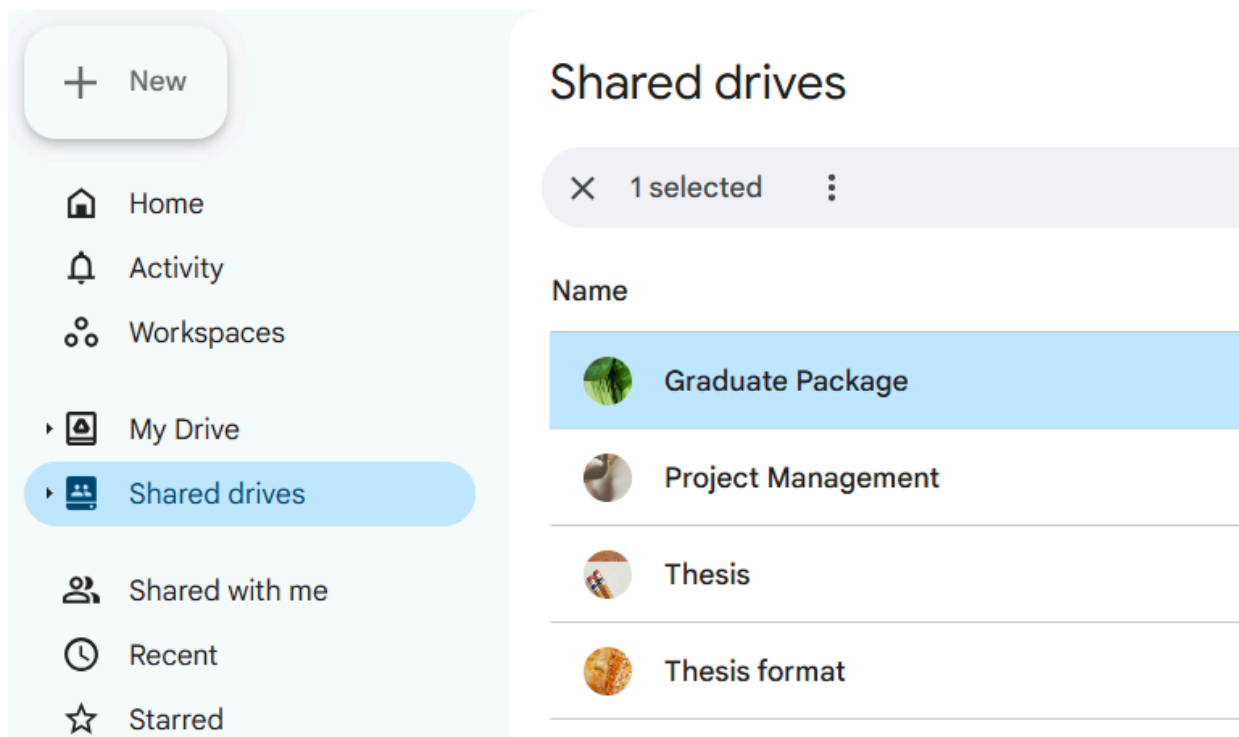 New
Home
Activity
Workspaces
My Drive
Shared drives
Shared with me
Recent
Starred
Shared drives
1 selected
Name
Graduate Package
Project Management
Thesis
Thesis format